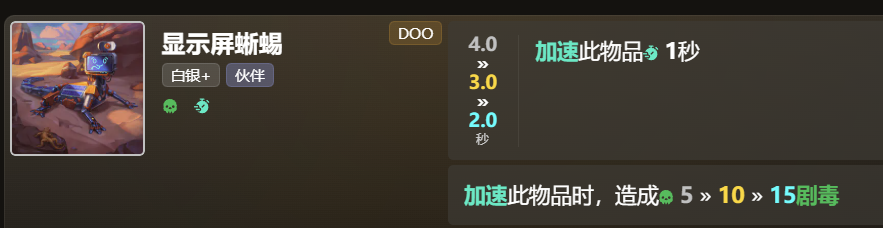 显示屏蜥蜴
DOO
白银+ 伙伴
4.0
»
3.0
»
2.0
秒
加速此物品 1秒
加速此物品时，造成 5 » 10 » 15剧毒